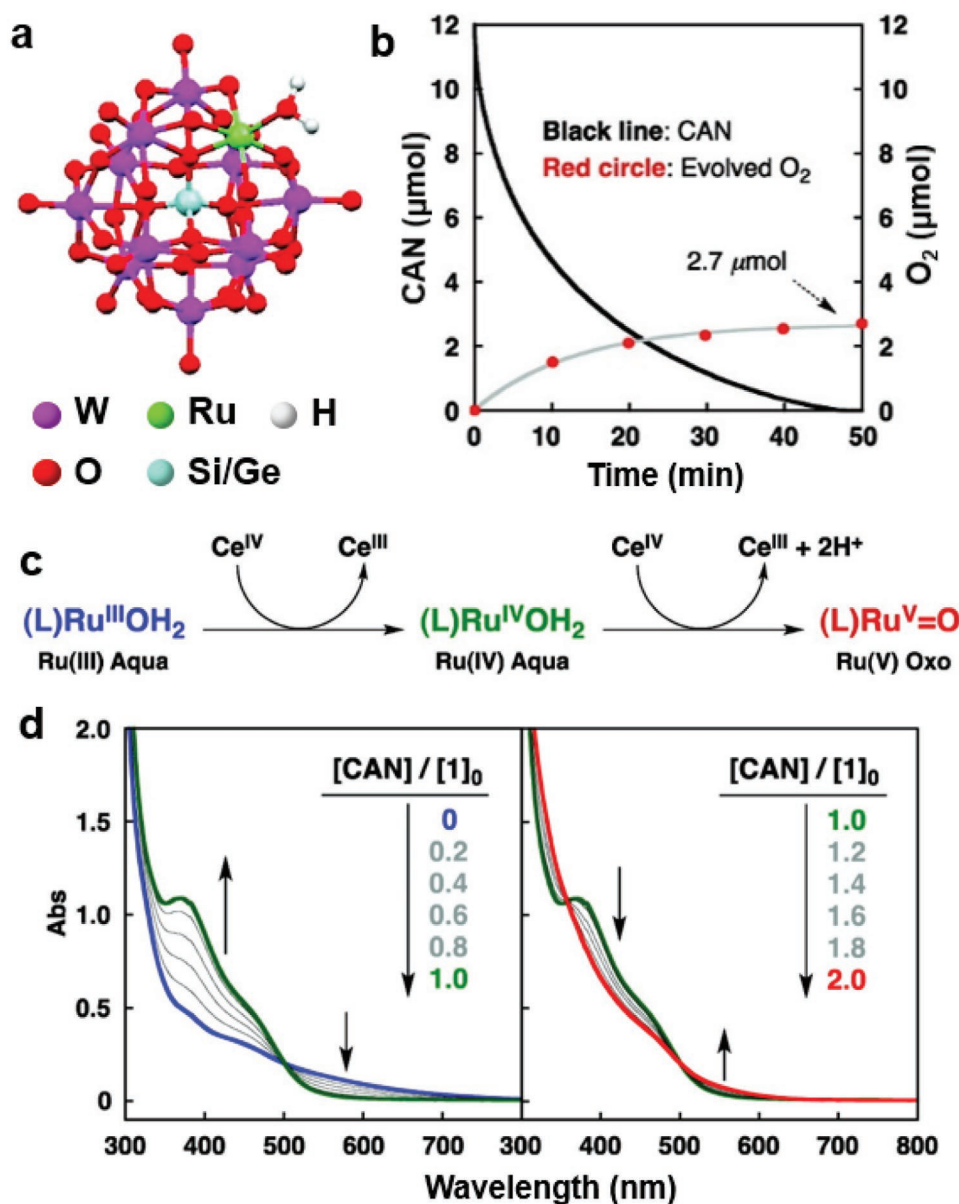 a
W Ru H
O Si/Ge
b
12
10
8
6
4
2
0
CAN (μmol)
Black line: CAN
Red circle: Evolved O₂
2.7 μmol
12
10
8
6
4
2
0
O₂ (μmol)
0 10 20 30 40 50
Time (min)
c
Ceᴵⱽ Ceᴵᴵᴵ Ceᴵⱽ Ceᴵᴵᴵ + 2H⁺
(L)Ruᴵᴵᴵ​OH₂ (L)Ruᴵⱽ​OH₂ (L)Ruⱽ=O
Ru(III) Aqua Ru(IV) Aqua Ru(V) Oxo
d
2.0
1.5
1.0
0.5
0
Abs
[CAN] / [1]₀
0
0.2
0.4
0.6
0.8
1.0
[CAN] / [1]₀
1.0
1.2
1.4
1.6
1.8
2.0
300 400 500 600 700 300 400 500 600 700 800
Wavelength (nm)